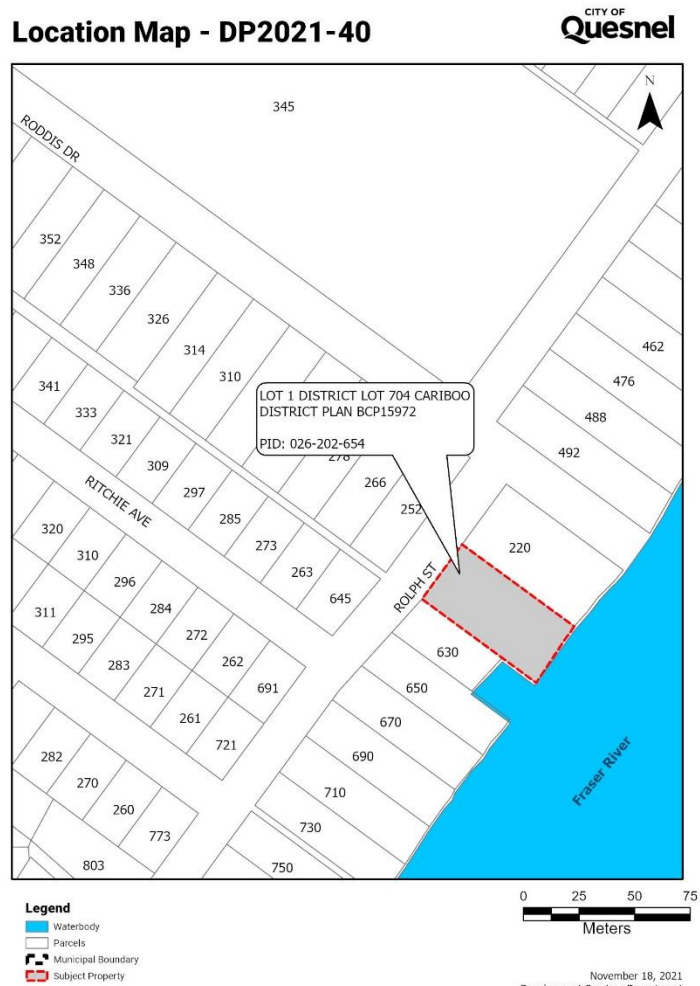 Location Map - DP2021-40
CITY OF
Quesnel
N
345
RODDIS DR
352
348
336
326
314
310
462
476
488
492
LOT 1 DISTRICT LOT 704 CARIBOO
DISTRICT PLAN BCP15972
PID: 026-202-654
278
266
252
341
333
321
309
297
285
273
263
645
RITCHIE AVE
ROLPH ST
220
320
310
296
284
272
262
691
311
295
283
271
261
721
630
650
670
690
710
730
750
Fraser River
282
270
260
773
803
Legend
Waterbody
Parcels
Municipal Boundary
Subject Property
0 25 50 75
Meters
November 18, 2021